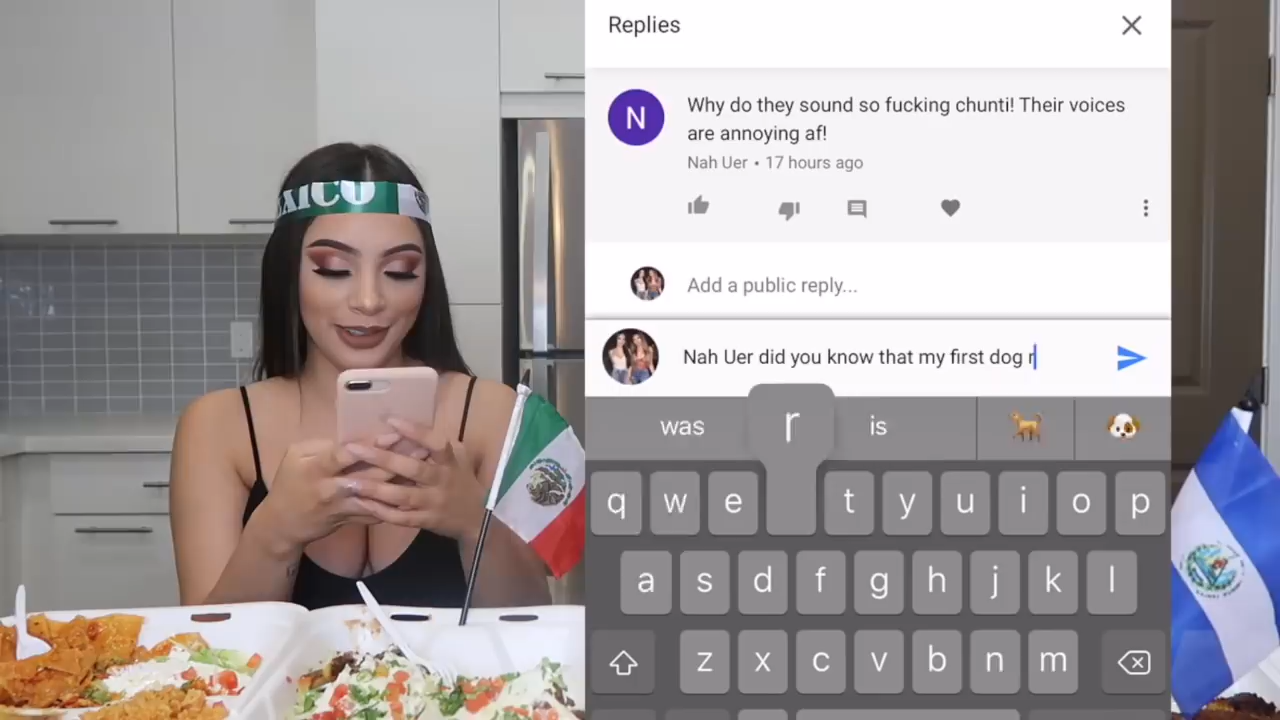 Replies
N
Why do they sound so fucking chunti! Their voices
are annoying af!
Nah Uer • 17 hours ago
Add a public reply...
Nah Uer did you know that my first dog r
was
r
is
q w e t y u i o p
a s d f g h j k l
z x c v b n m